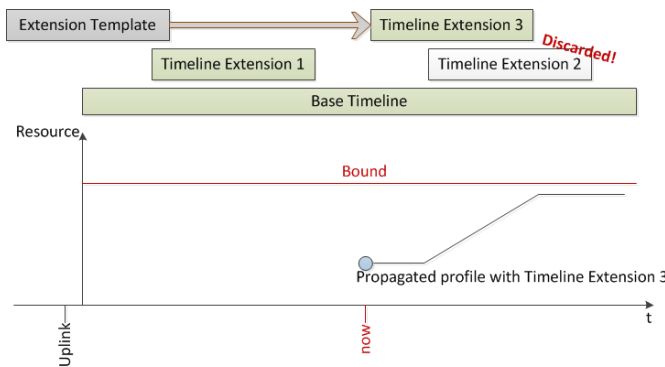 Extension Template
Timeline Extension 3
Discarded!
Timeline Extension 1
Timeline Extension 2
Base Timeline
Resource
Bound
Propagated profile with Timeline Extension 3
t
Uplink
now